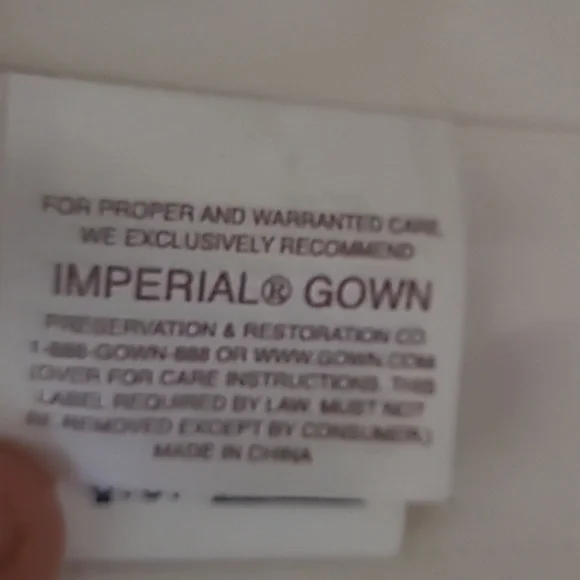 FOR PROPER AND WARRANTED CARE,
WE EXCLUSIVELY RECOMMEND
IMPERIAL® GOWN
PRESERVATION & RESTORATION CO.
1-888-GOWN-888 OR WWW.GOWN.COM
(OVER FOR CARE INSTRUCTIONS. THIS
LABEL REQUIRED BY LAW. MUST NOT
BE REMOVED EXCEPT BY CONSUMER.)
MADE IN CHINA